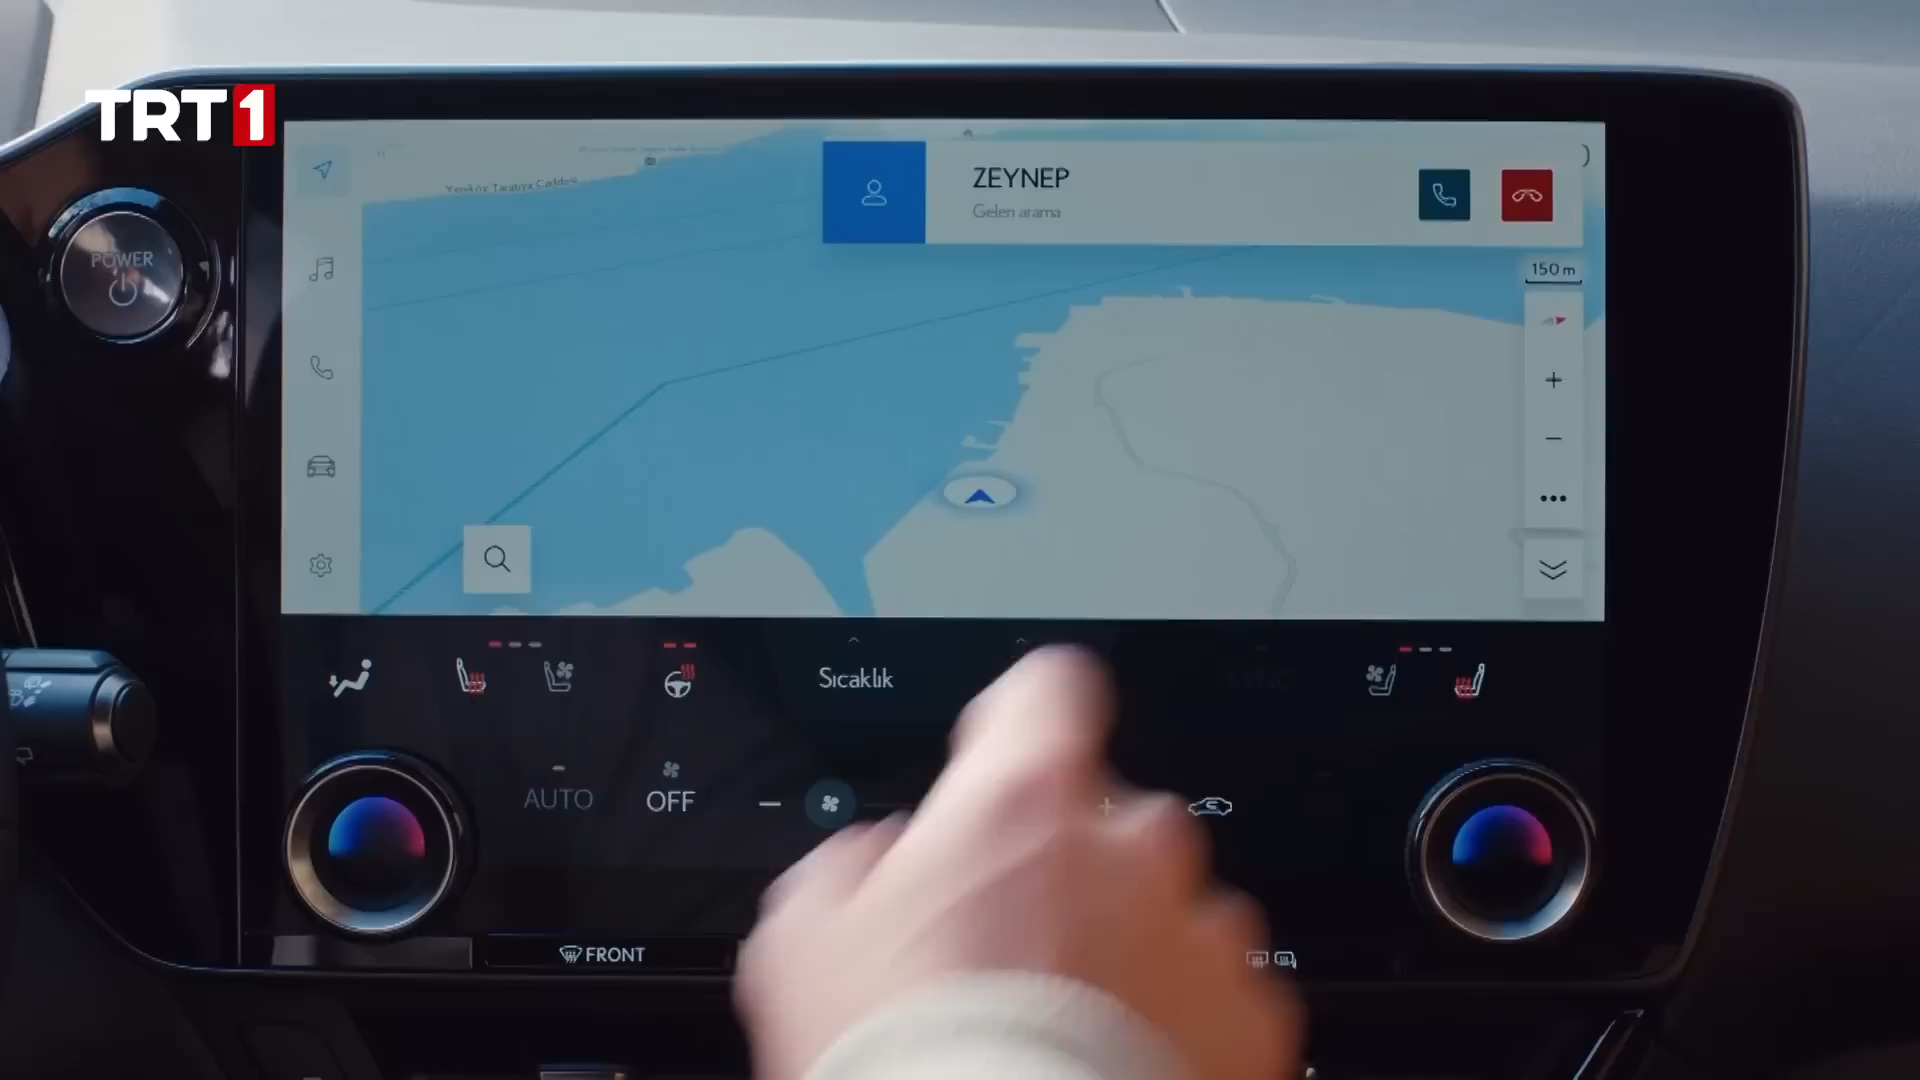 TRT1
Yeniköy Tarabya Caddesi
ZEYNEP
Gelen arama
150 m
POWER
Sıcaklık
AUTO
OFF
FRONT